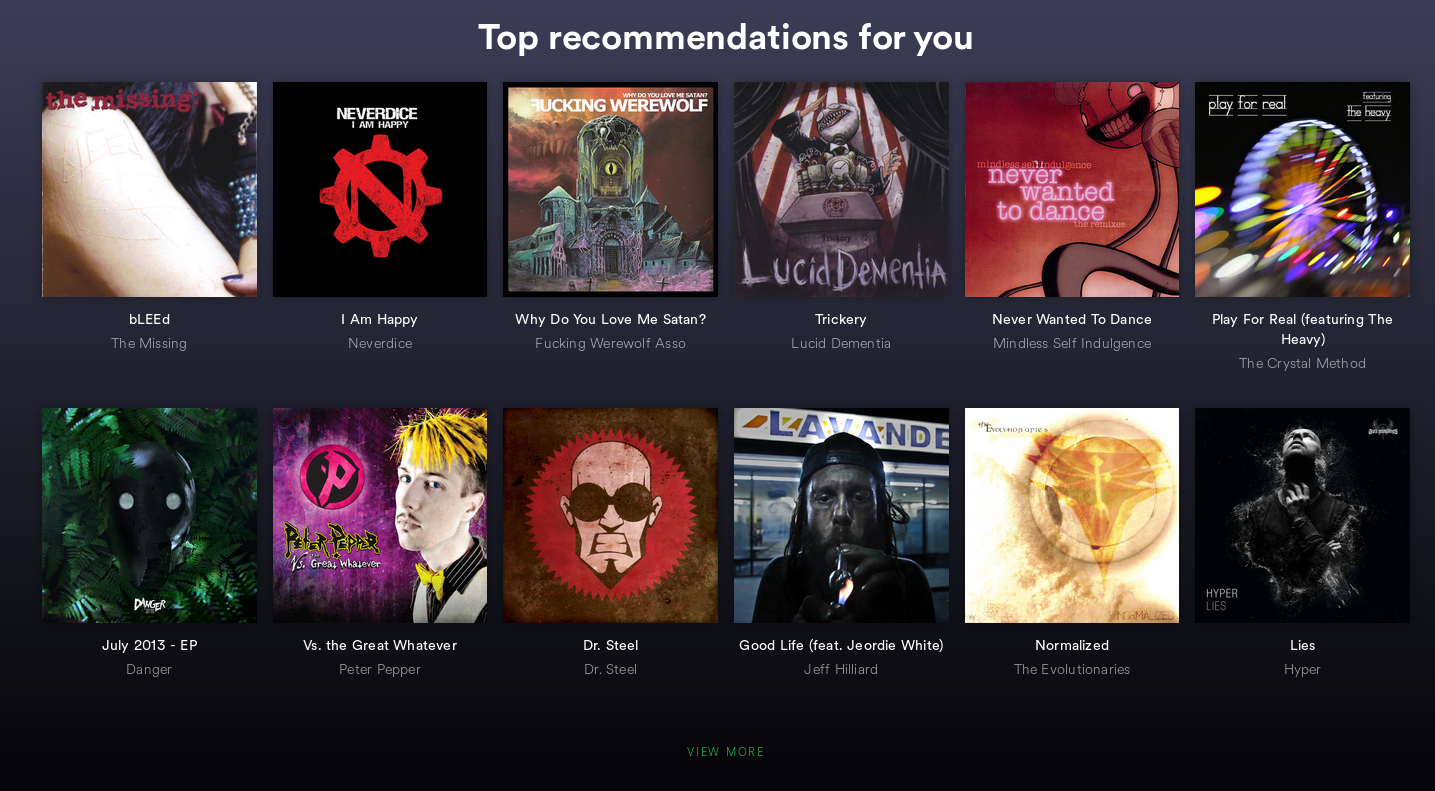 Top recommendations for you
the missing
NEVERDICE
I AM HAPPY
WHY DO YOU LOVE ME SATAN?
FUCKING WEREWOLF
Trickery
LUCID DEMENTIA
mindless self indulgence
never
wanted
to dance
the remixes
play for real
featuring
the heavy
bLEEd
The Missing
I Am Happy
Neverdice
Why Do You Love Me Satan?
Fucking Werewolf Asso
Trickery
Lucid Dementia
Never Wanted To Dance
Mindless Self Indulgence
Play For Real (featuring The
Heavy)
The Crystal Method
DANGER
P
PETER PEPPER
Vs. the Great Whatever
LAVANDE
the Evolutionaries
NORMALIZED
HYPER
LIES
July 2013 - EP
Danger
Vs. the Great Whatever
Peter Pepper
Dr. Steel
Dr. Steel
Good Life (feat. Jeordie White)
Jeff Hilliard
Normalized
The Evolutionaries
Lies
Hyper
VIEW MORE